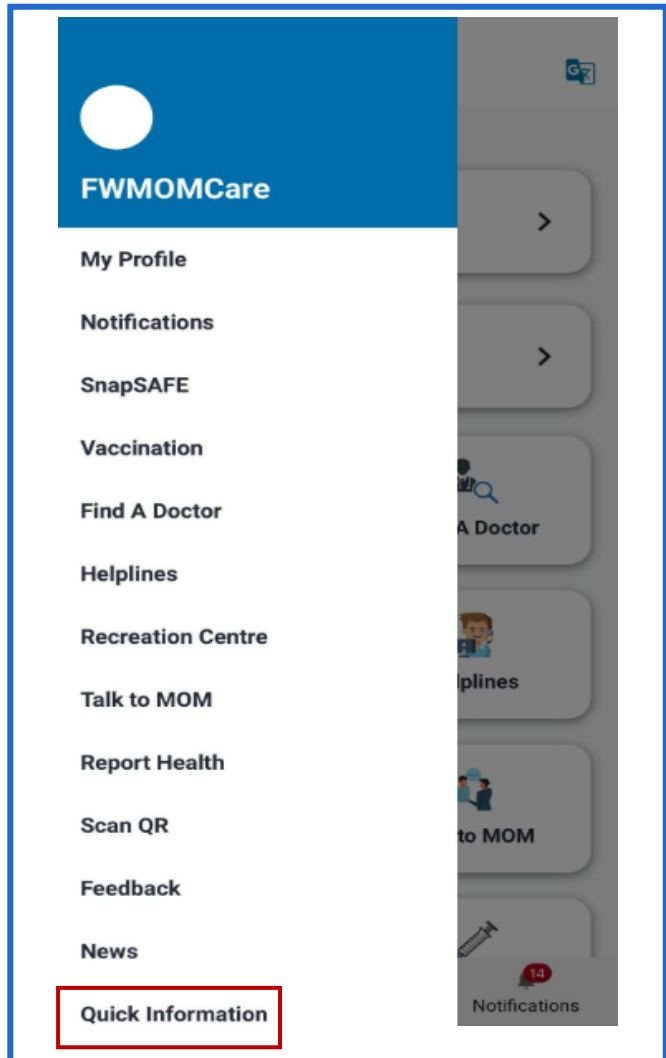 FWMOMCare
My Profile
Notifications
SnapSAFE
Vaccination
Find A Doctor
A Doctor
Helplines
Recreation Centre
lplines
Talk to MOM
Report Health
Scan QR
to MOM
Feedback
News
14
Quick Information
Notifications